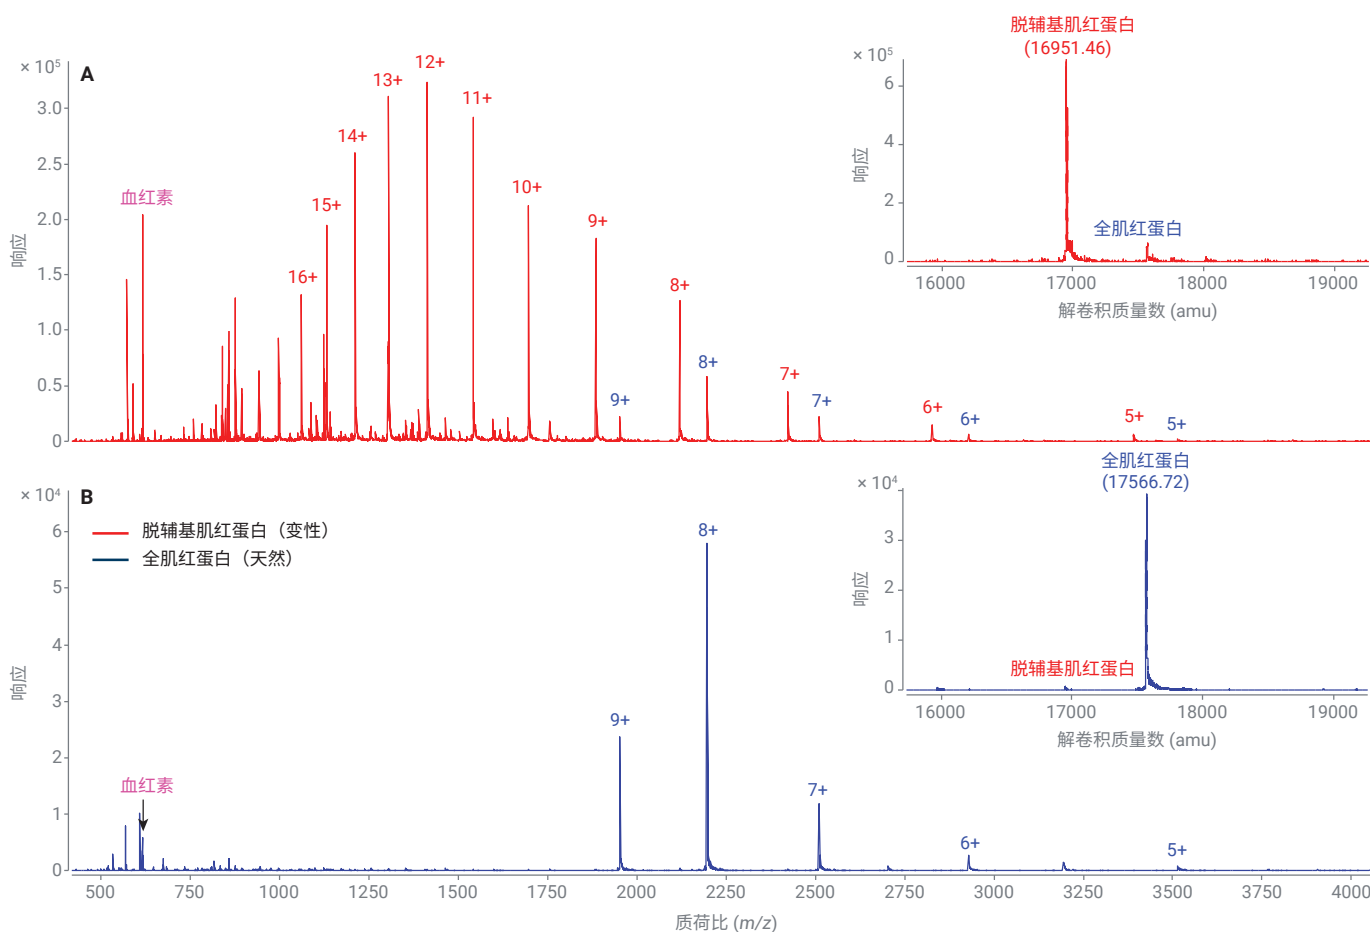 × 10⁵
A
3.0
2.5
2.0
1.5
1.0
0.5
0
响应
血红素
16+
15+
14+
13+
12+
11+
10+
9+
8+
7+
6+
5+
9+
8+
7+
6+
5+
脱辅基肌红蛋白
(16951.46)
× 10⁵
6
4
2
0
响应
全肌红蛋白
16000 17000 18000 19000
解卷积质量数 (amu)
× 10⁴
B
6
5
4
3
2
1
0
响应
脱辅基肌红蛋白（变性）
全肌红蛋白（天然）
血红素
9+
8+
7+
6+
5+
全肌红蛋白
(17566.72)
× 10⁴
3
2
1
0
响应
脱辅基肌红蛋白
16000 17000 18000 19000
解卷积质量数 (amu)
500 750 1000 1250 1500 1750 2000 2250 2500 2750 3000 3250 3500 3750 4000
质荷比 (m/z)